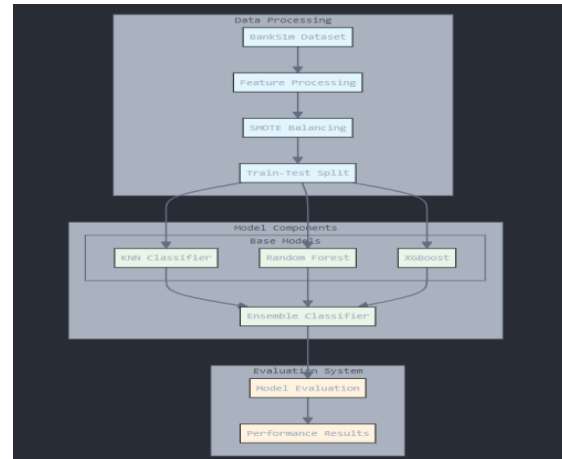 Data Processing
BankSim Dataset
Feature Processing
SMOTE Balancing
Train-Test Split
Model Components
Base Models
KNN Classifier
Random Forest
XGBoost
Ensemble Classifier
Evaluation System
Model Evaluation
Performance Results